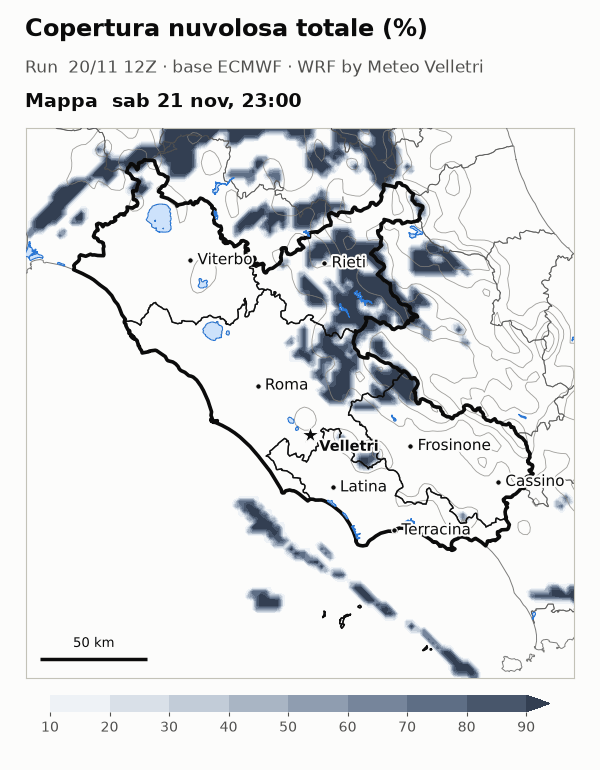 Copertura nuvolosa totale (%)
Run  20/11 12Z · base ECMWF · WRF by Meteo Velletri
Mappa  sab 21 nov, 23:00
Viterbo
Rieti
Roma
Velletri
Frosinone
Latina
Cassino
Terracina
50 km
10 20 30 40 50 60 70 80 90